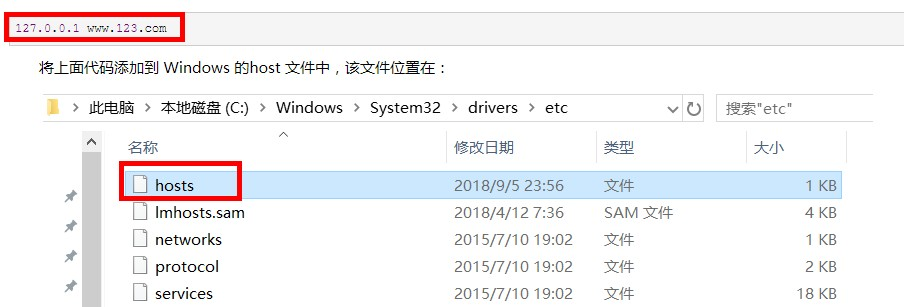 127.0.0.1 www.123.com
将上面代码添加到 Windows 的host 文件中，该文件位置在：
此电脑 > 本地磁盘 (C:) > Windows > System32 > drivers > etc 搜索"etc"
名称 修改日期 类型 大小
hosts 2018/9/5 23:56 文件 1 KB
lmhosts.sam 2018/4/12 7:36 SAM 文件 4 KB
networks 2015/7/10 19:02 文件 1 KB
protocol 2015/7/10 19:02 文件 2 KB
services 2015/7/10 19:02 文件 18 KB